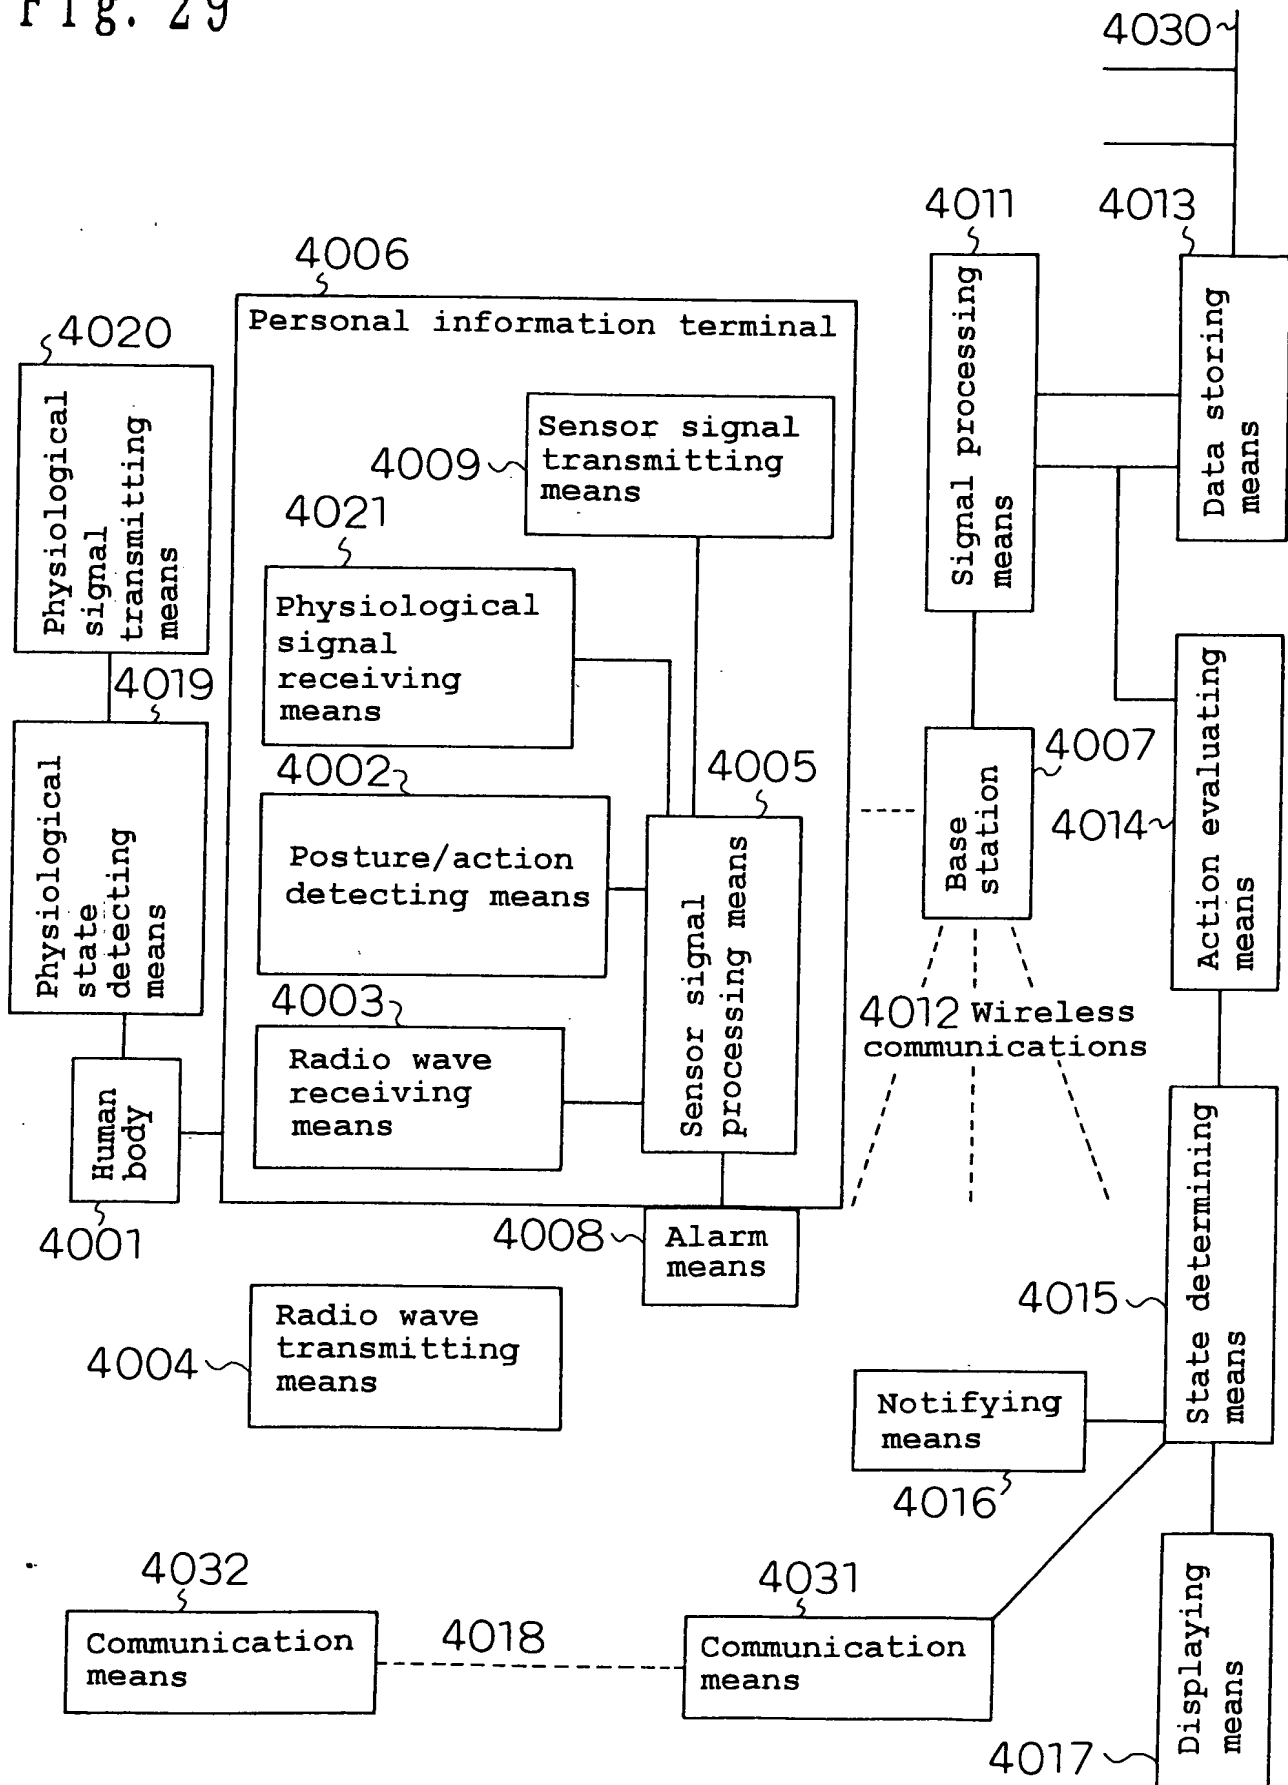 Fig. 29
4030
4011
4013
4006
4020
Personal information terminal
Signal processing
means
Data storing
means
Physiological
signal
transmitting
means
4009
Sensor signal
transmitting
means
4021
Physiological
signal
receiving
means
4019
Physiological
state
detecting
means
4002
4005
4007
Posture/action
detecting means
Sensor signal
processing means
Base
station
4014
Action evaluating
means
4003
Radio wave
receiving
means
4012 Wireless
communications
Human
body
4001
4008
Alarm
means
Radio wave
transmitting
means
4004
4015
State determining
means
Notifying
means
4016
4032
4031
Communication
means
4018
Communication
means
Displaying
means
4017